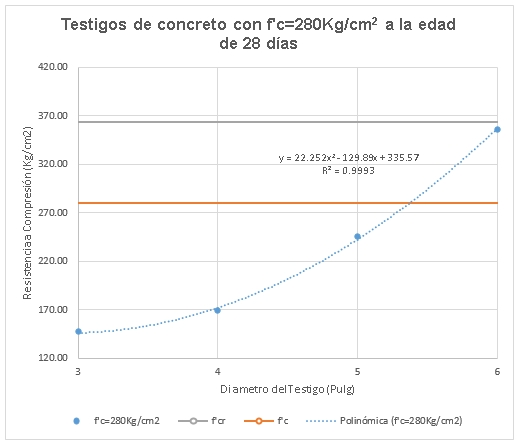 Testigos de concreto con f'c=280Kg/cm² a la edad
de 28 días
420.00
370.00
320.00
270.00
220.00
170.00
120.00
Resistencia a Compresión (Kg/cm2)
y = 22.252x² - 129.89x + 335.57
R² = 0.9993
3
4
5
6
Diametro del Testigo (Pulg)
f'c=280Kg/cm2
f'cr
f'c
Polinómica (f'c=280Kg/cm2)